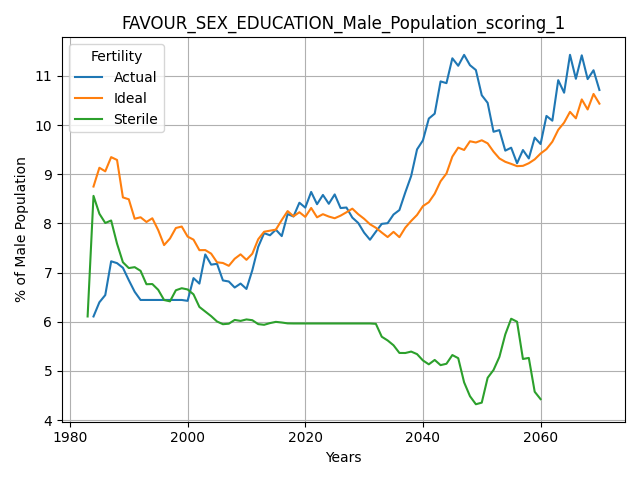 FAVOUR_SEX_EDUCATION_Male_Population_scoring_1
Fertility
Actual
Ideal
Sterile
% of Male Population
11
10
9
8
7
6
5
4
1980
2000
2020
2040
2060
Years